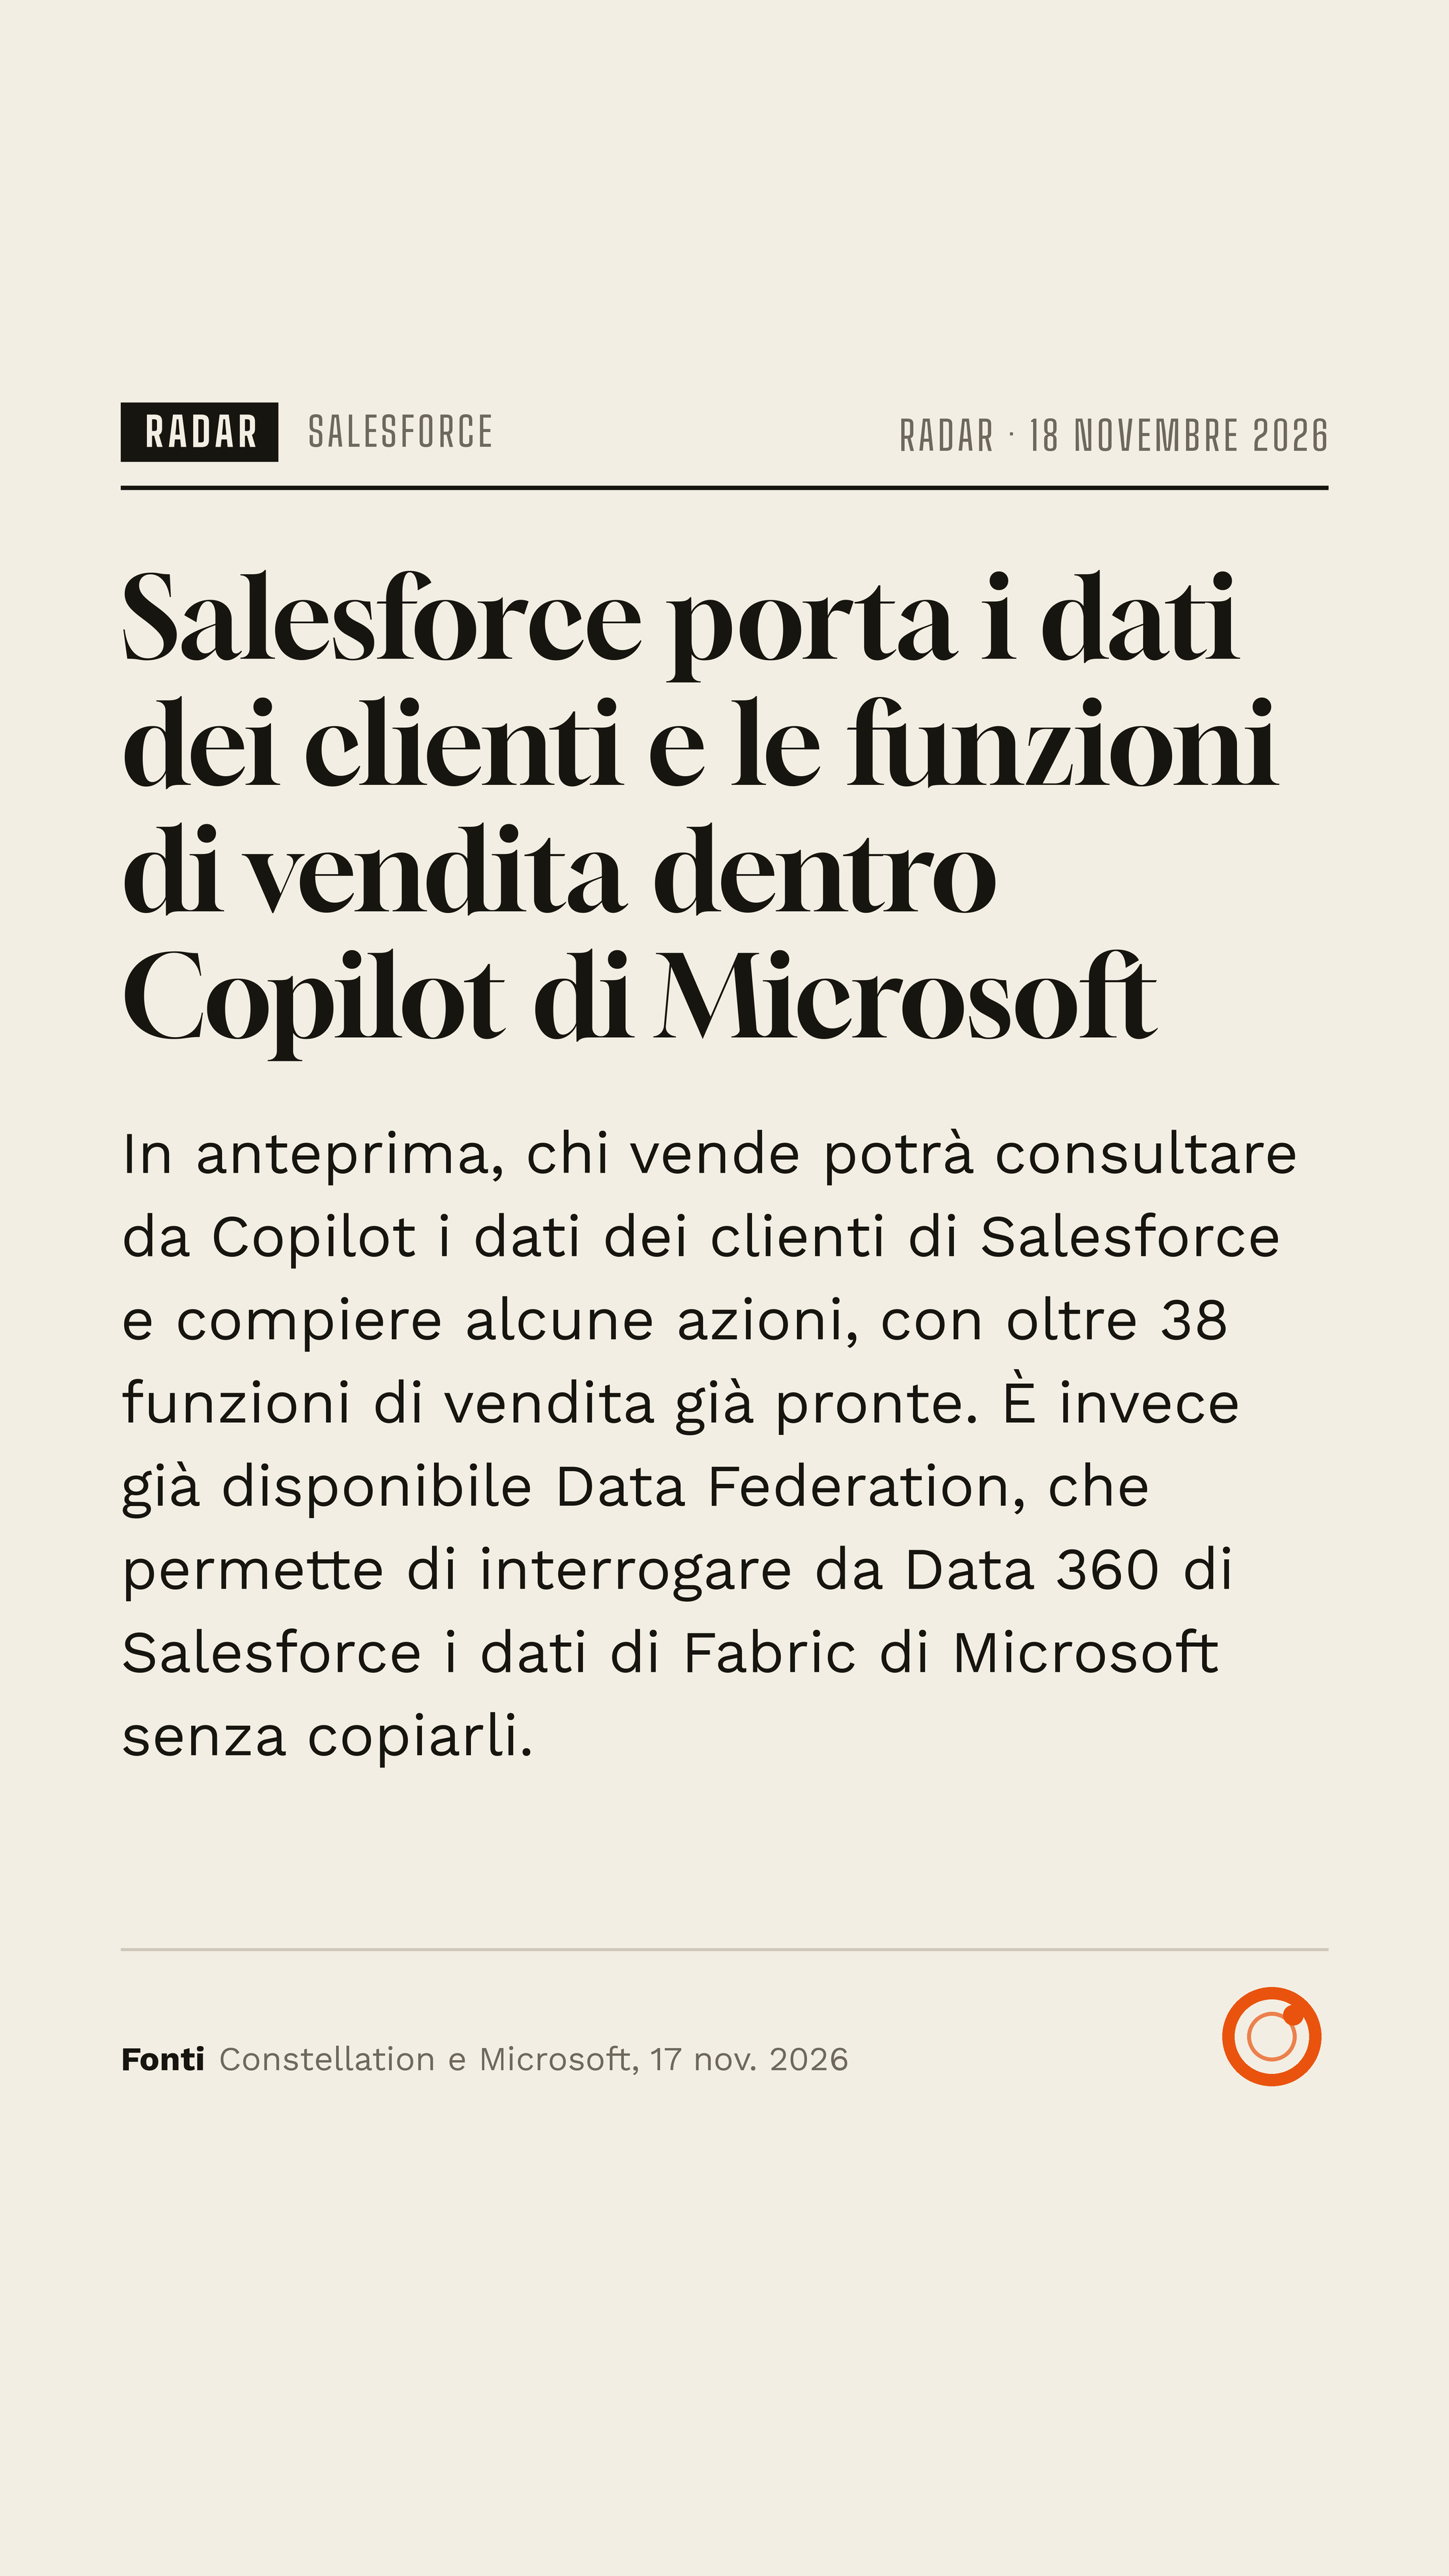 RADAR SALESFORCE RADAR · 18 NOVEMBRE 2026
Salesforce porta i dati
dei clienti e le funzioni
di vendita dentro
Copilot di Microsoft
In anteprima, chi vende potrà consultare
da Copilot i dati dei clienti di Salesforce
e compiere alcune azioni, con oltre 38
funzioni di vendita già pronte. È invece
già disponibile Data Federation, che
permette di interrogare da Data 360 di
Salesforce i dati di Fabric di Microsoft
senza copiarli.
Fonti Constellation e Microsoft, 17 nov. 2026